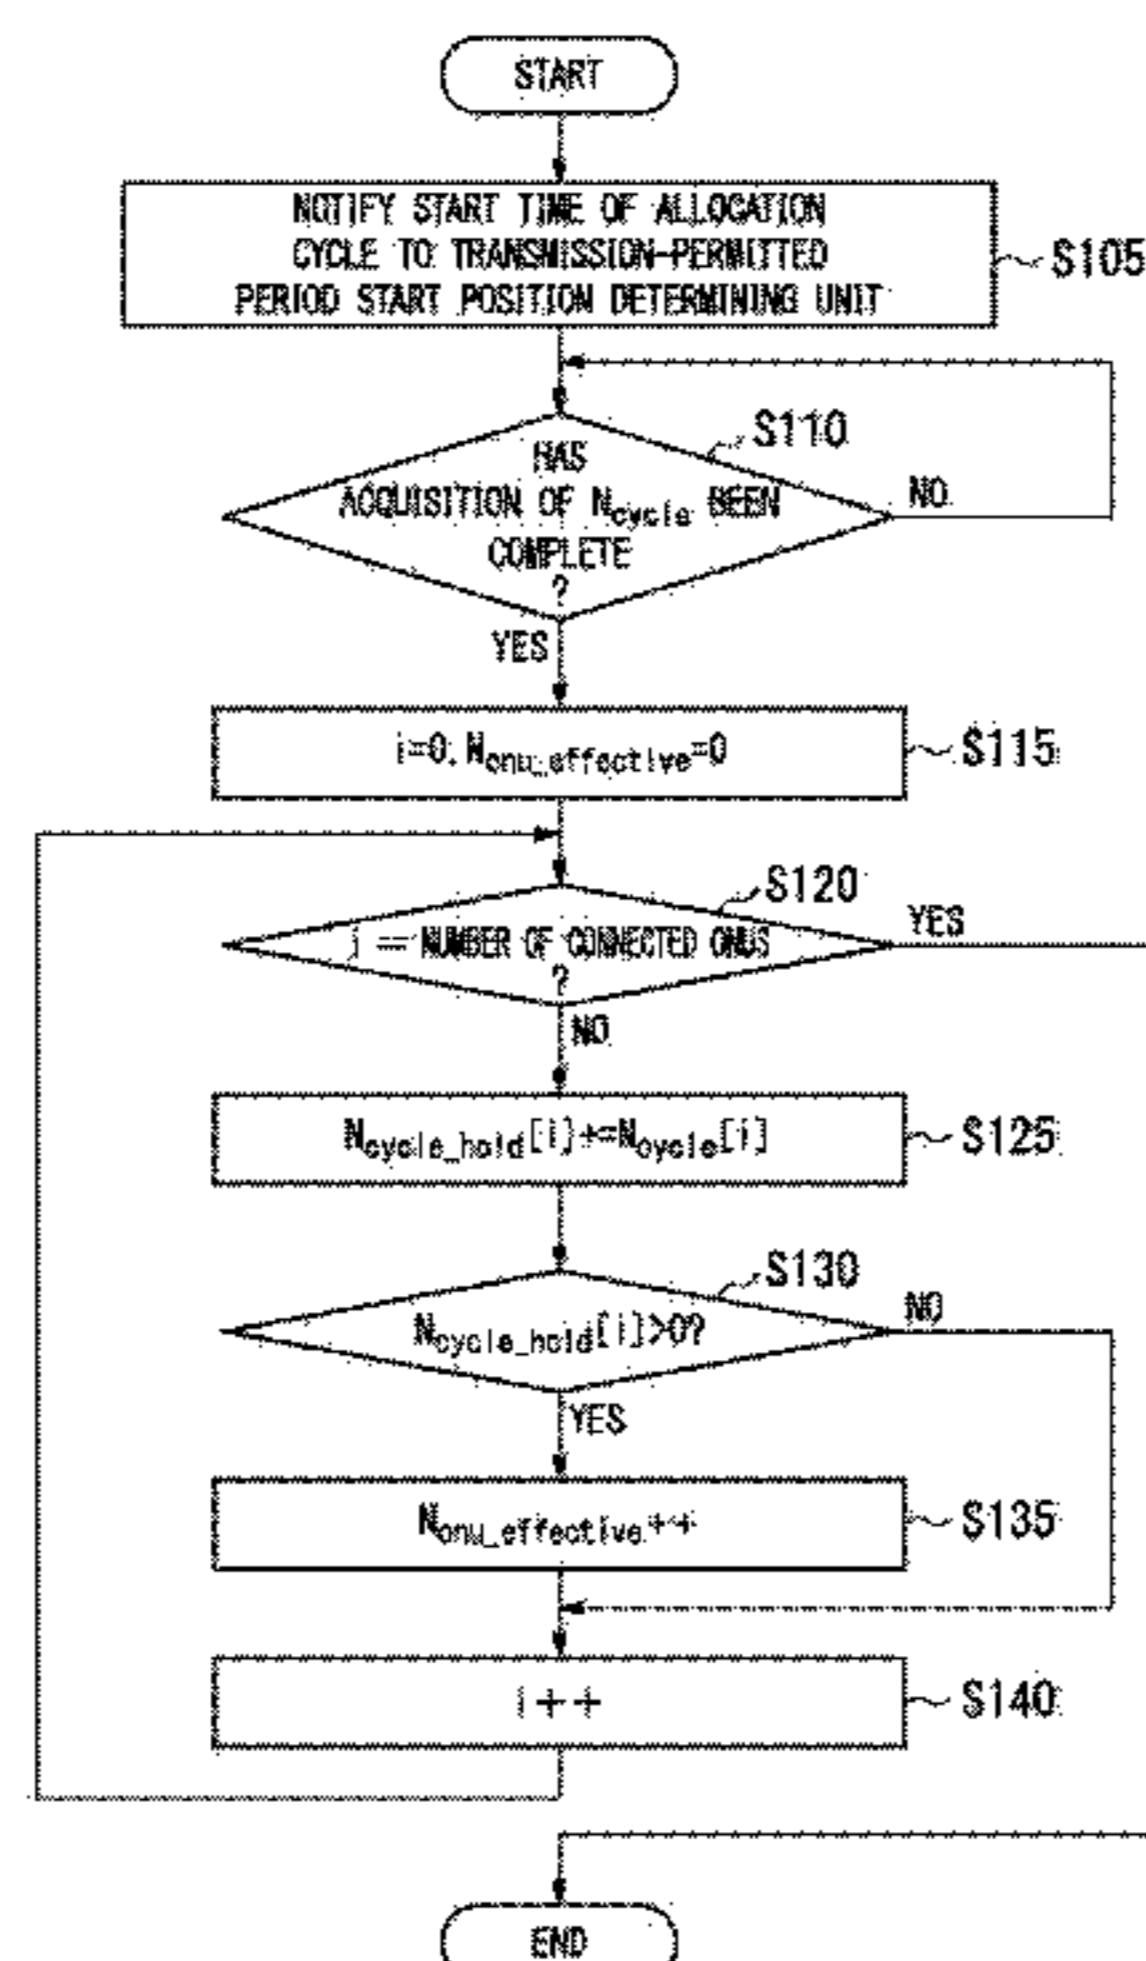 START
NOTIFY START TIME OF ALLOCATION
CYCLE TO TRANSMISSION-PERMITTED
PERIOD START POSITION DETERMINING UNIT
S105
S110
HAS
ACQUISITION OF Ncycle BEEN
COMPLETE
?
NO
YES
i=0, Nonu_effective=0
S115
S120
i == NUMBER OF CONNECTED ONUS
?
YES
NO
Ncycle_hold[i]+=Ncycle[i]
S125
S130
Ncycle_hold[i]>0?
NO
YES
Nonu_effective++
S135
i++
S140
END